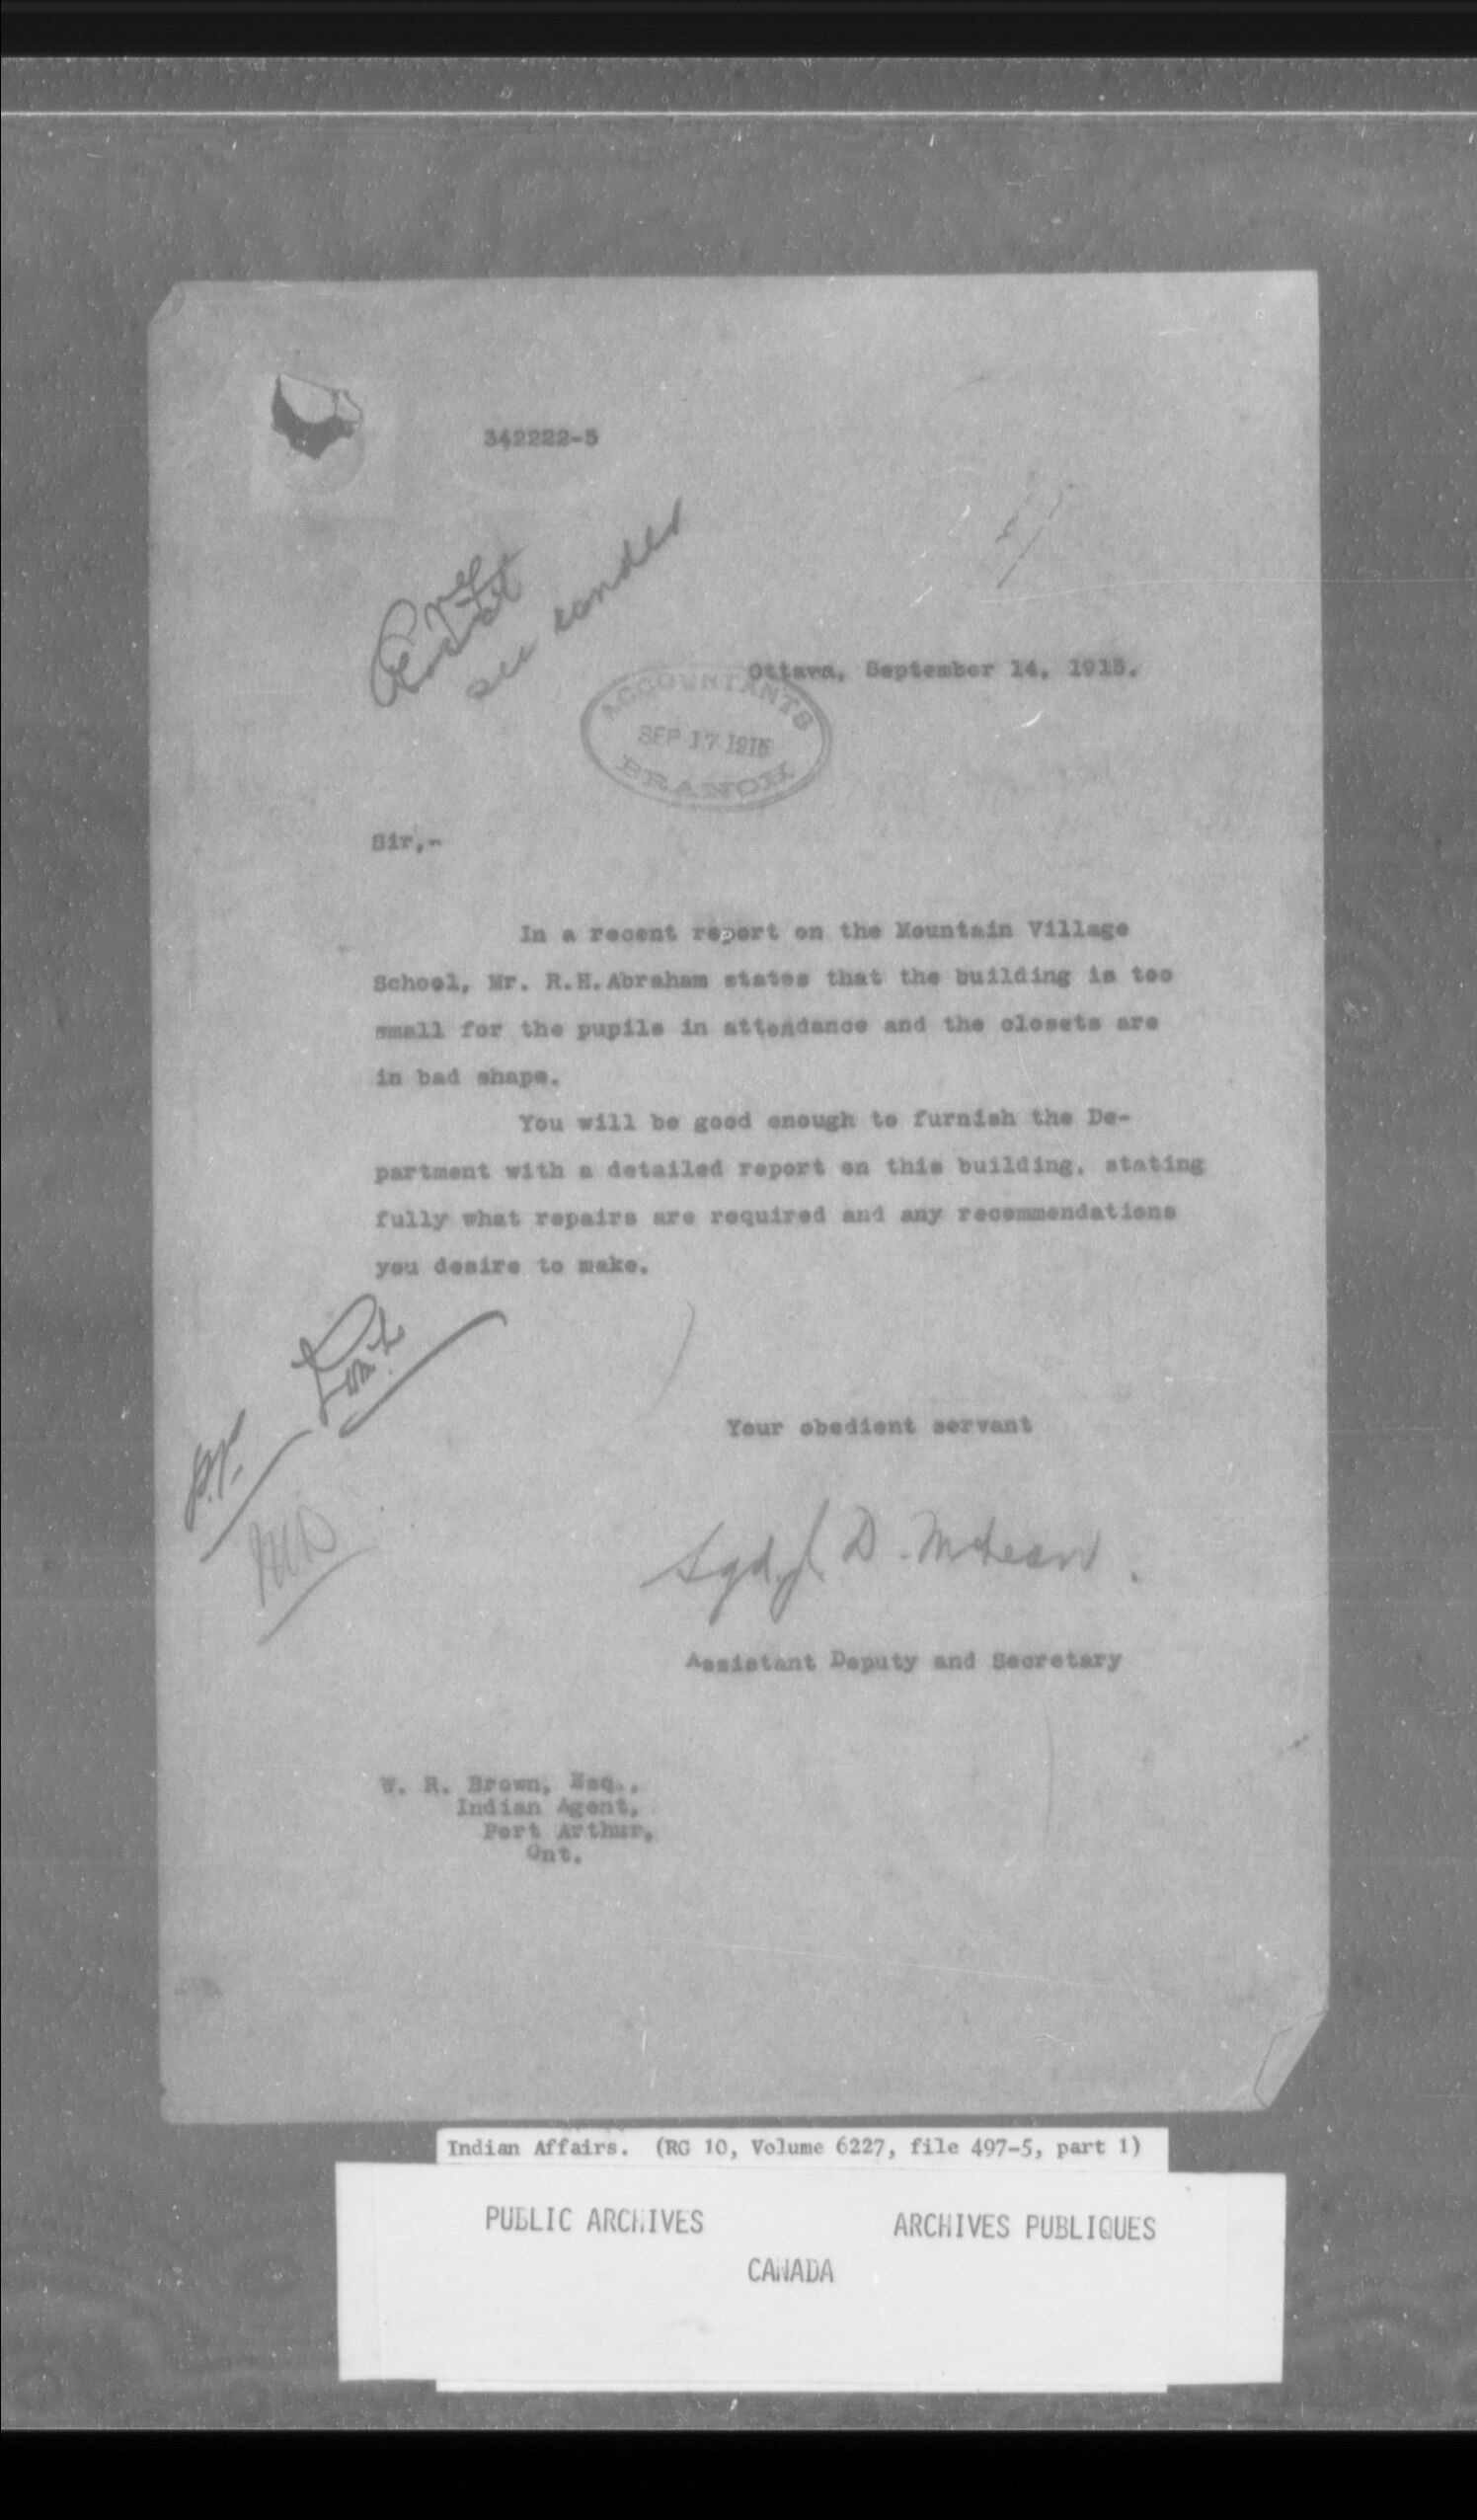 342222-5
see under
Ottawa, September 14, 1915.
ACCOUNTANTS
SEP 17 1915
BRANCH
Sir,-
In a recent report on the Mountain Village
School, Mr. R.H.Abraham states that the building is too
small for the pupils in attendance and the closets are
in bad shape.
You will be good enough to furnish the De-
partment with a detailed report on this building, stating
fully what repairs are required and any recommendations
you desire to make.
Your obedient servant
Sgd. J. D. McLean.
Assistant Deputy and Secretary
W. R. Brown, Esq.,
Indian Agent,
Port Arthur,
Ont.
Indian Affairs. (RG 10, Volume 6227, file 497-5, part 1)
PUBLIC ARCHIVES ARCHIVES PUBLIQUES
CANADA